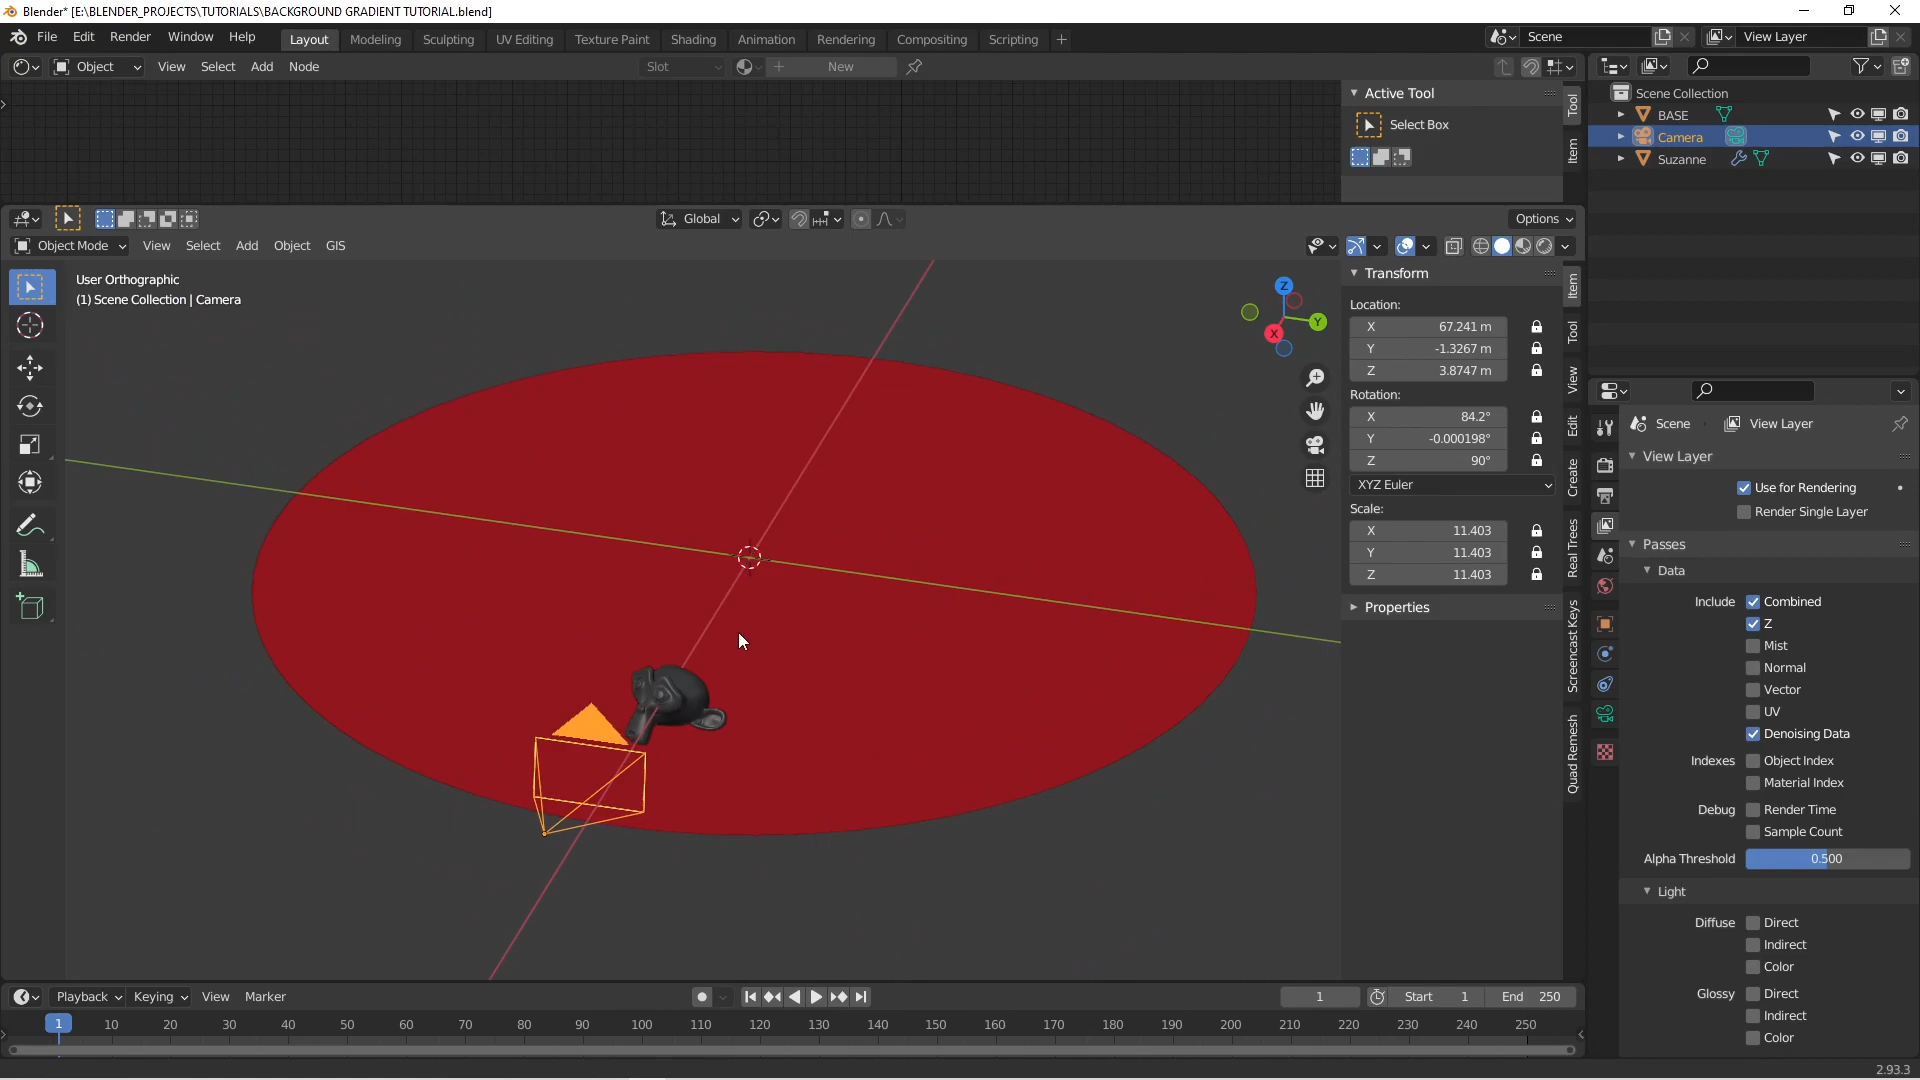 Blender* [E:\BLENDER_PROJECTS\TUTORIALS\BACKGROUND GRADIENT TUTORIAL.blend]
File Edit Render Window Help Layout Modeling Sculpting UV Editing Texture Paint Shading Animation Rendering Compositing Scripting + Scene View Layer
Object View Select Add Node Slot New
Active Tool
Select Box
Tool
Item
Scene Collection
BASE
Camera
Suzanne
Global Options
Object Mode View Select Add Object GIS
User Orthographic
(1) Scene Collection | Camera
Z
Y
X
Transform
Location:
X 67.241 m
Y -1.3267 m
Z 3.8747 m
Rotation:
X 84.2°
Y -0.000198°
Z 90°
XYZ Euler
Scale:
X 11.403
Y 11.403
Z 11.403
Properties
Item
Tool
View
Edit
Create
Real Trees
Screencast Keys
Quad Remesh
Scene View Layer
View Layer
Use for Rendering
Render Single Layer
Passes
Data
Include Combined
Z
Mist
Normal
Vector
UV
Denoising Data
Indexes Object Index
Material Index
Debug Render Time
Sample Count
Alpha Threshold 0.500
Light
Diffuse Direct
Indirect
Color
Glossy Direct
Indirect
Color
Playback Keying View Marker 1 Start 1 End 250
1 10 20 30 40 50 60 70 80 90 100 110 120 130 140 150 160 170 180 190 200 210 220 230 240 250
2.93.3